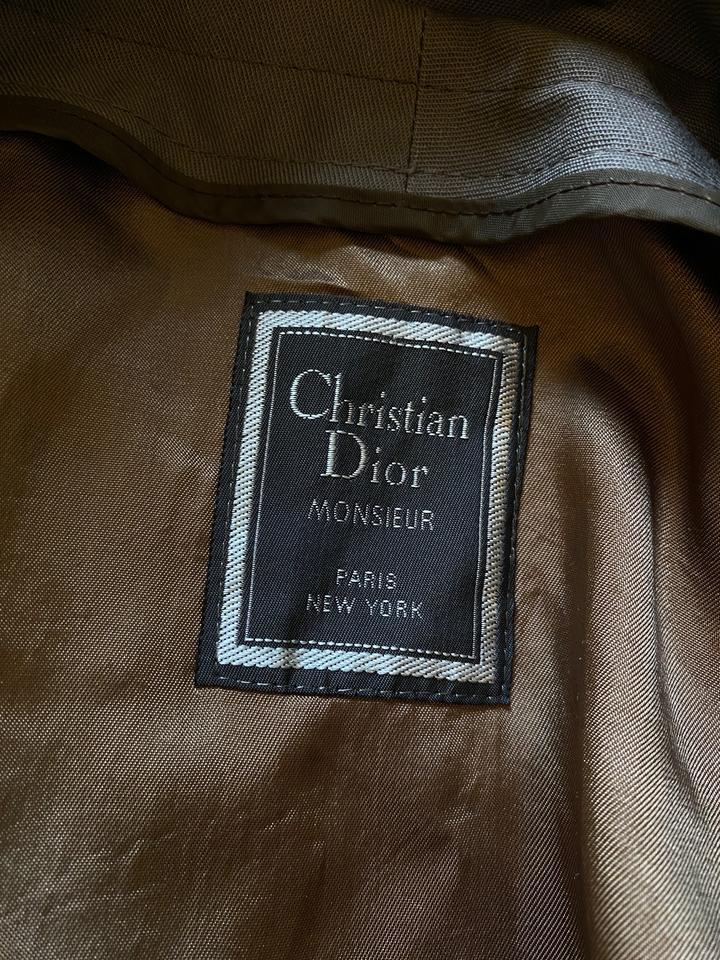 Christian
Dior
MONSIEUR
PARIS
NEW YORK